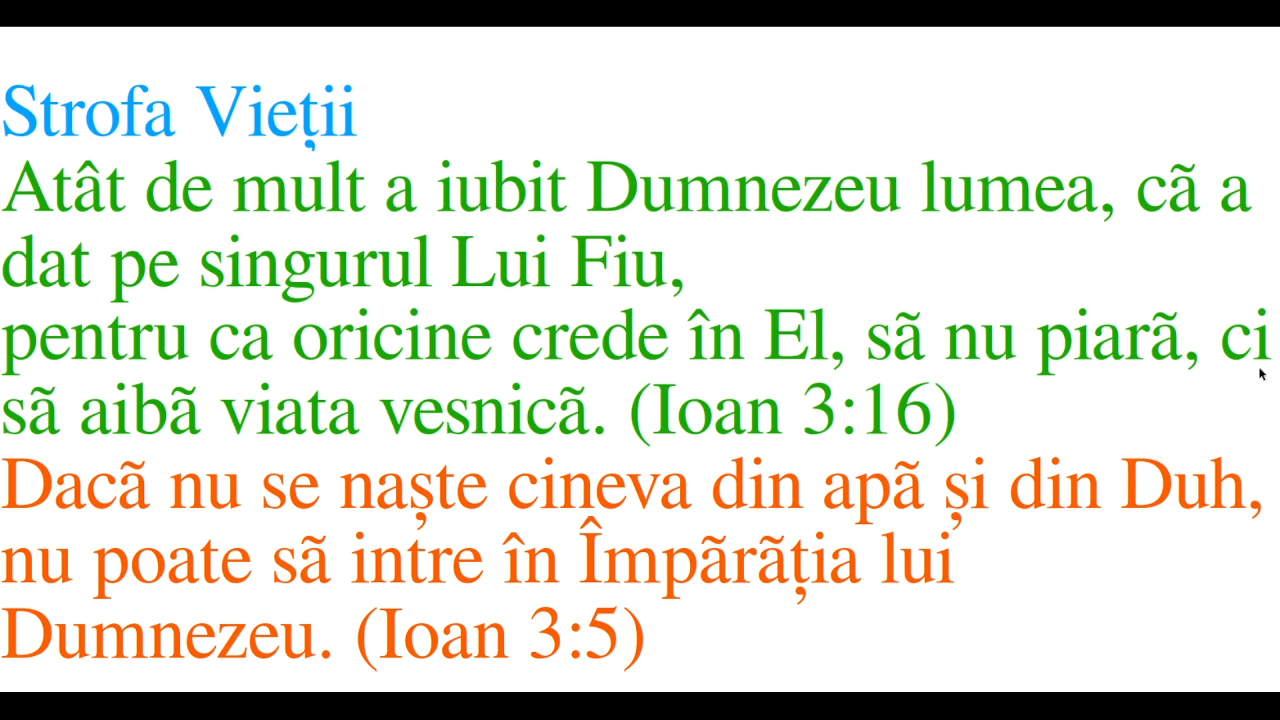 Strofa Vieții
Atât de mult a iubit Dumnezeu lumea, cã a
dat pe singurul Lui Fiu,
pentru ca oricine crede în El, sã nu piarã, ci
sã aibã viata vesnicã. (Ioan 3:16)
Dacã nu se naște cineva din apã și din Duh,
nu poate sã intre în Împãrãția lui
Dumnezeu. (Ioan 3:5)